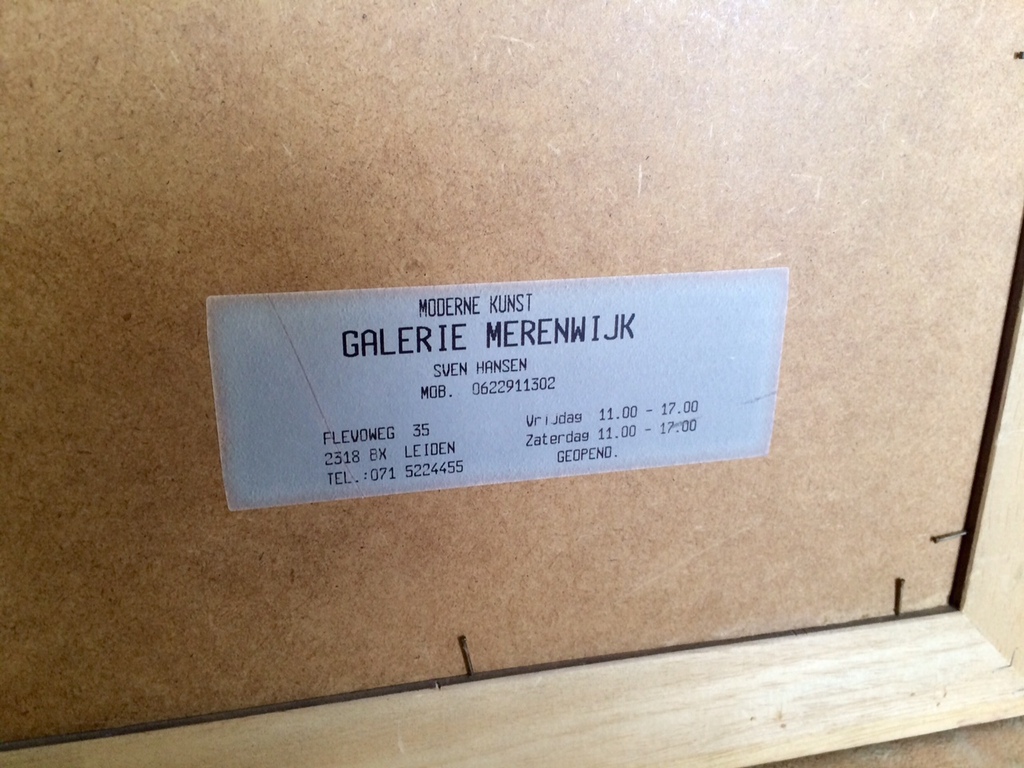 MODERNE KUNST
GALERIE MERENWIJK
SVEN HANSEN
MOB. 0622911302
FLEVOWEG 35
2318 BX LEIDEN
TEL.:071 5224455
Vrijdag 11.00 - 17.00
Zaterdag 11.00 - 17.00
GEOPEND.